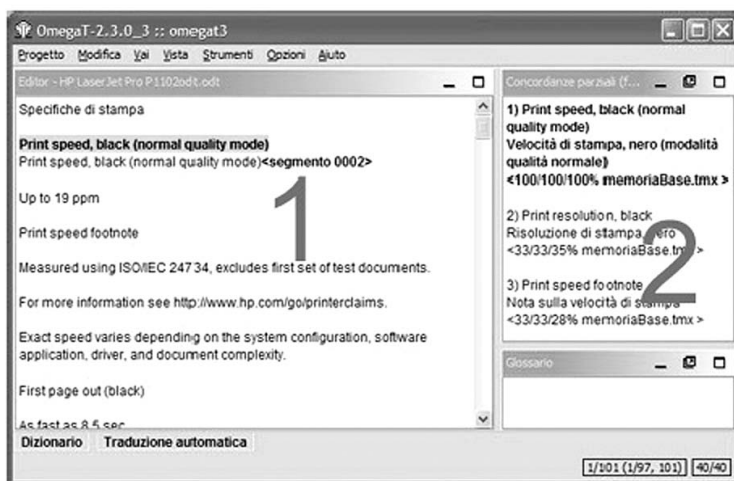 OmegaT-2.3.0_3 :: omegat3
Progetto Modifica Vai Vista Strumenti Opzioni Aiuto
Editor - HP LaserJet Pro P1102odt.odt
Specifiche di stampa
Print speed, black (normal quality mode)
Print speed, black (normal quality mode)<segmento 0002>
Up to 19 ppm
Print speed footnote
Measured using ISO/IEC 24734, excludes first set of test documents.
For more information see http://www.hp.com/go/printerclaims.
Exact speed varies depending on the system configuration, software
application, driver, and document complexity.
First page out (black)
As fast as 8.5 sec
1
Concordanze parziali (f...
1) Print speed, black (normal
quality mode)
Velocità di stampa, nero (modalità
qualità normale)
<100/100/100% memoriaBase.tmx >
2) Print resolution, black
Risoluzione di stampa, nero
<33/33/35% memoriaBase.tmx >
3) Print speed footnote
Nota sulla velocità di stampa
<33/33/28% memoriaBase.tmx >
2
Glossario
Dizionario Traduzione automatica
1/101 (1/97, 101) 40/40